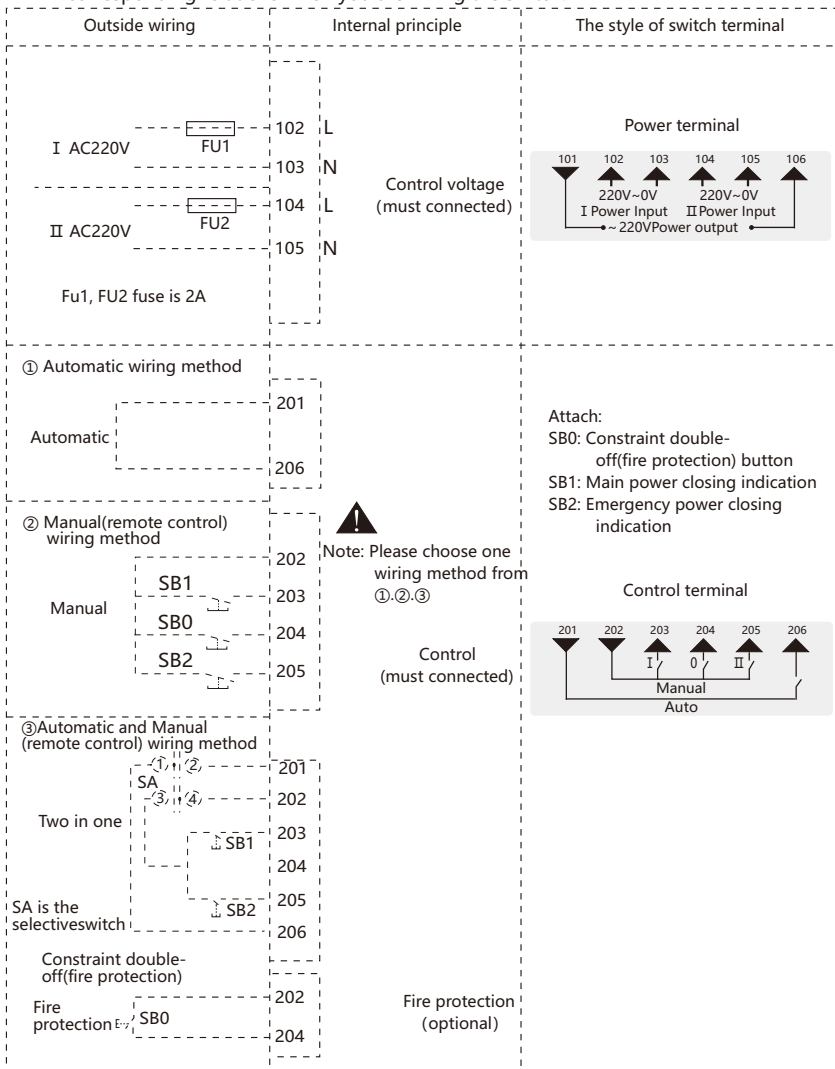 Outside wiring
Internal principle
The style of switch terminal
Ⅰ AC220V
FU1
102 L
103 N
Ⅱ AC220V
FU2
104 L
105 N
Fu1, FU2 fuse is 2A
Control voltage
(must connected)
Power terminal
101 102 103 104 105 106
220V~0V 220V~0V
Ⅰ Power Input Ⅱ Power Input
~ 220VPower output
① Automatic wiring method
Automatic
201
206
② Manual(remote control)
wiring method
Manual
202
SB1
203
SB0
204
SB2
205
Note: Please choose one
wiring method from
①.②.③
Control
(must connected)
Attach:
SB0: Constraint double-
off(fire protection) button
SB1: Main power closing indication
SB2: Emergency power closing
indication
Control terminal
201 202 203 204 205 206
Ⅰ 0 Ⅱ
Manual
Auto
③Automatic and Manual
(remote control) wiring method
① ② 201
SA
③ ④ 202
Two in one
203
SB1
204
205
SB2
206
SA is the
selectiveswitch
Constraint double-
off(fire protection)
Fire
protection
SB0
202
204
Fire protection
(optional)